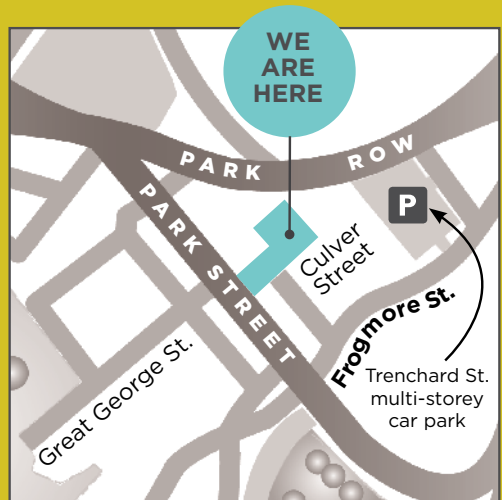 WE
ARE
HERE
PARK ROW
P
PARK STREET
Culver
Street
Frogmore St.
Great George St.
Trenchard St.
multi-storey
car park